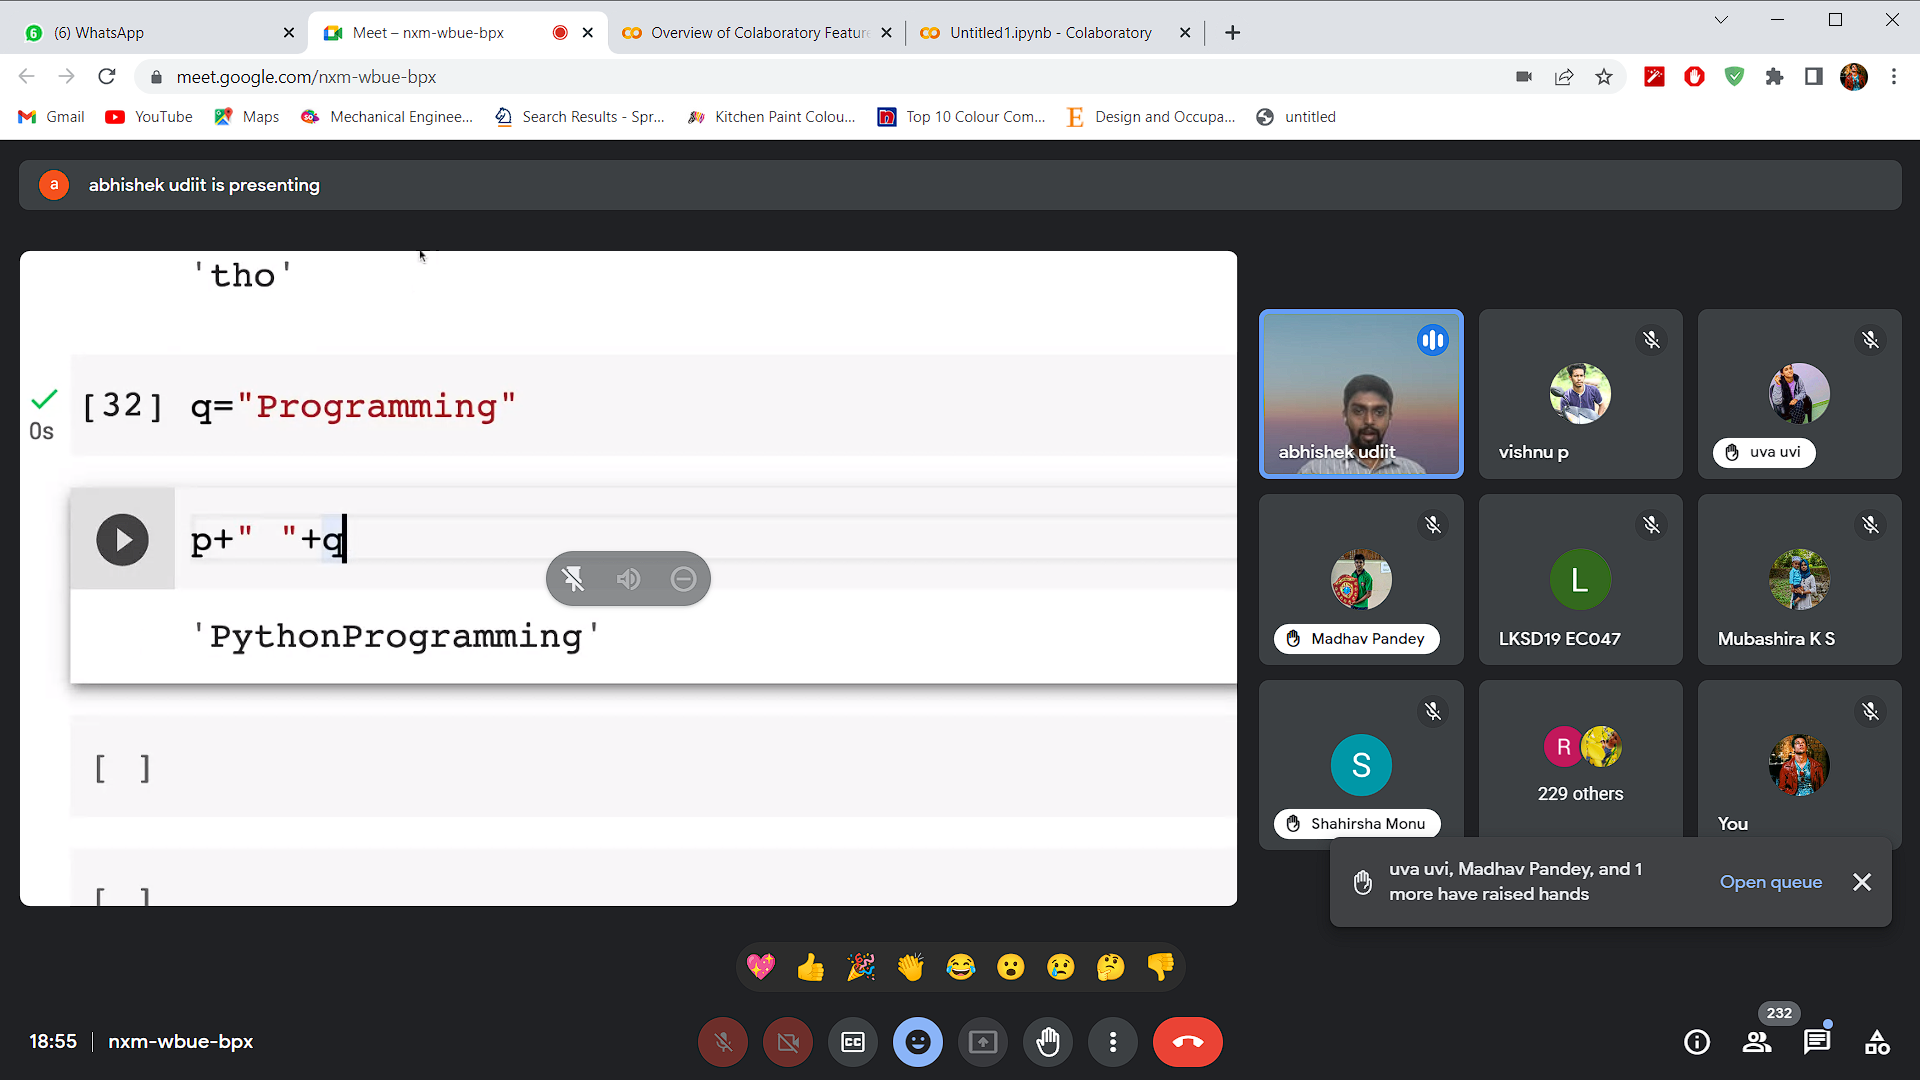 6
(6) WhatsApp
Meet – nxm-wbue-bpx
Overview of Colaboratory Feature
Untitled1.ipynb - Colaboratory
meet.google.com/nxm-wbue-bpx
Gmail
YouTube
Maps
Mechanical Enginee...
Search Results - Spr...
Kitchen Paint Colou...
Top 10 Colour Com...
Design and Occupa...
untitled
a
abhishek udiit is presenting
'tho'
[32] q="Programming"
0s
p+" "+q
'PythonProgramming'
[ ]
[ ]
abhishek udiit
vishnu p
uva uvi
Madhav Pandey
L
LKSD19 EC047
Mubashira K S
S
Shahirsha Monu
R
229 others
You
uva uvi, Madhav Pandey, and 1
more have raised hands
Open queue
18:55
nxm-wbue-bpx
CC
232